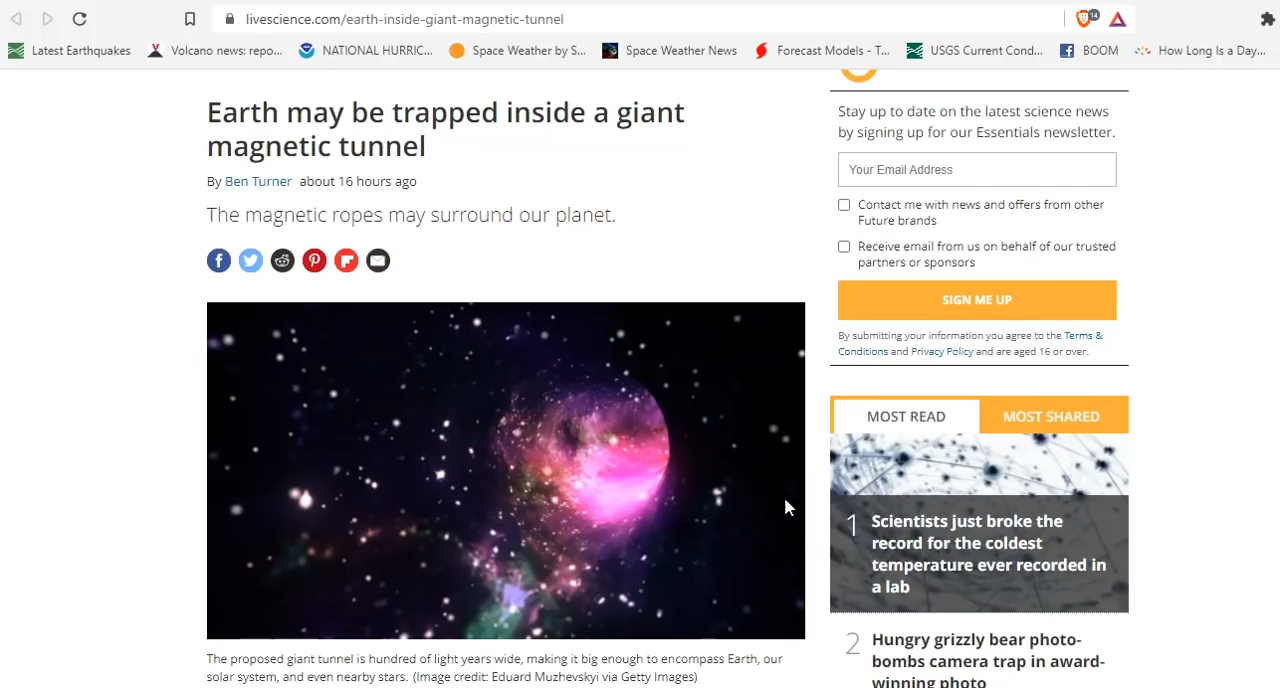 livescience.com/earth-inside-giant-magnetic-tunnel
14
Latest Earthquakes
Volcano news: repo...
NATIONAL HURRIC...
Space Weather by S...
Space Weather News
Forecast Models - T...
USGS Current Cond...
BOOM
How Long Is a Day...
Earth may be trapped inside a giant
magnetic tunnel
By Ben Turner about 16 hours ago
The magnetic ropes may surround our planet.
The proposed giant tunnel is hundred of light years wide, making it big enough to encompass Earth, our
solar system, and even nearby stars. (Image credit: Eduard Muzhevskyi via Getty Images)
Stay up to date on the latest science news
by signing up for our Essentials newsletter.
Your Email Address
Contact me with news and offers from other
Future brands
Receive email from us on behalf of our trusted
partners or sponsors
SIGN ME UP
By submitting your information you agree to the Terms &
Conditions and Privacy Policy and are aged 16 or over.
MOST READ
MOST SHARED
1 Scientists just broke the
record for the coldest
temperature ever recorded in
a lab
2 Hungry grizzly bear photo-
bombs camera trap in award-
winning photo